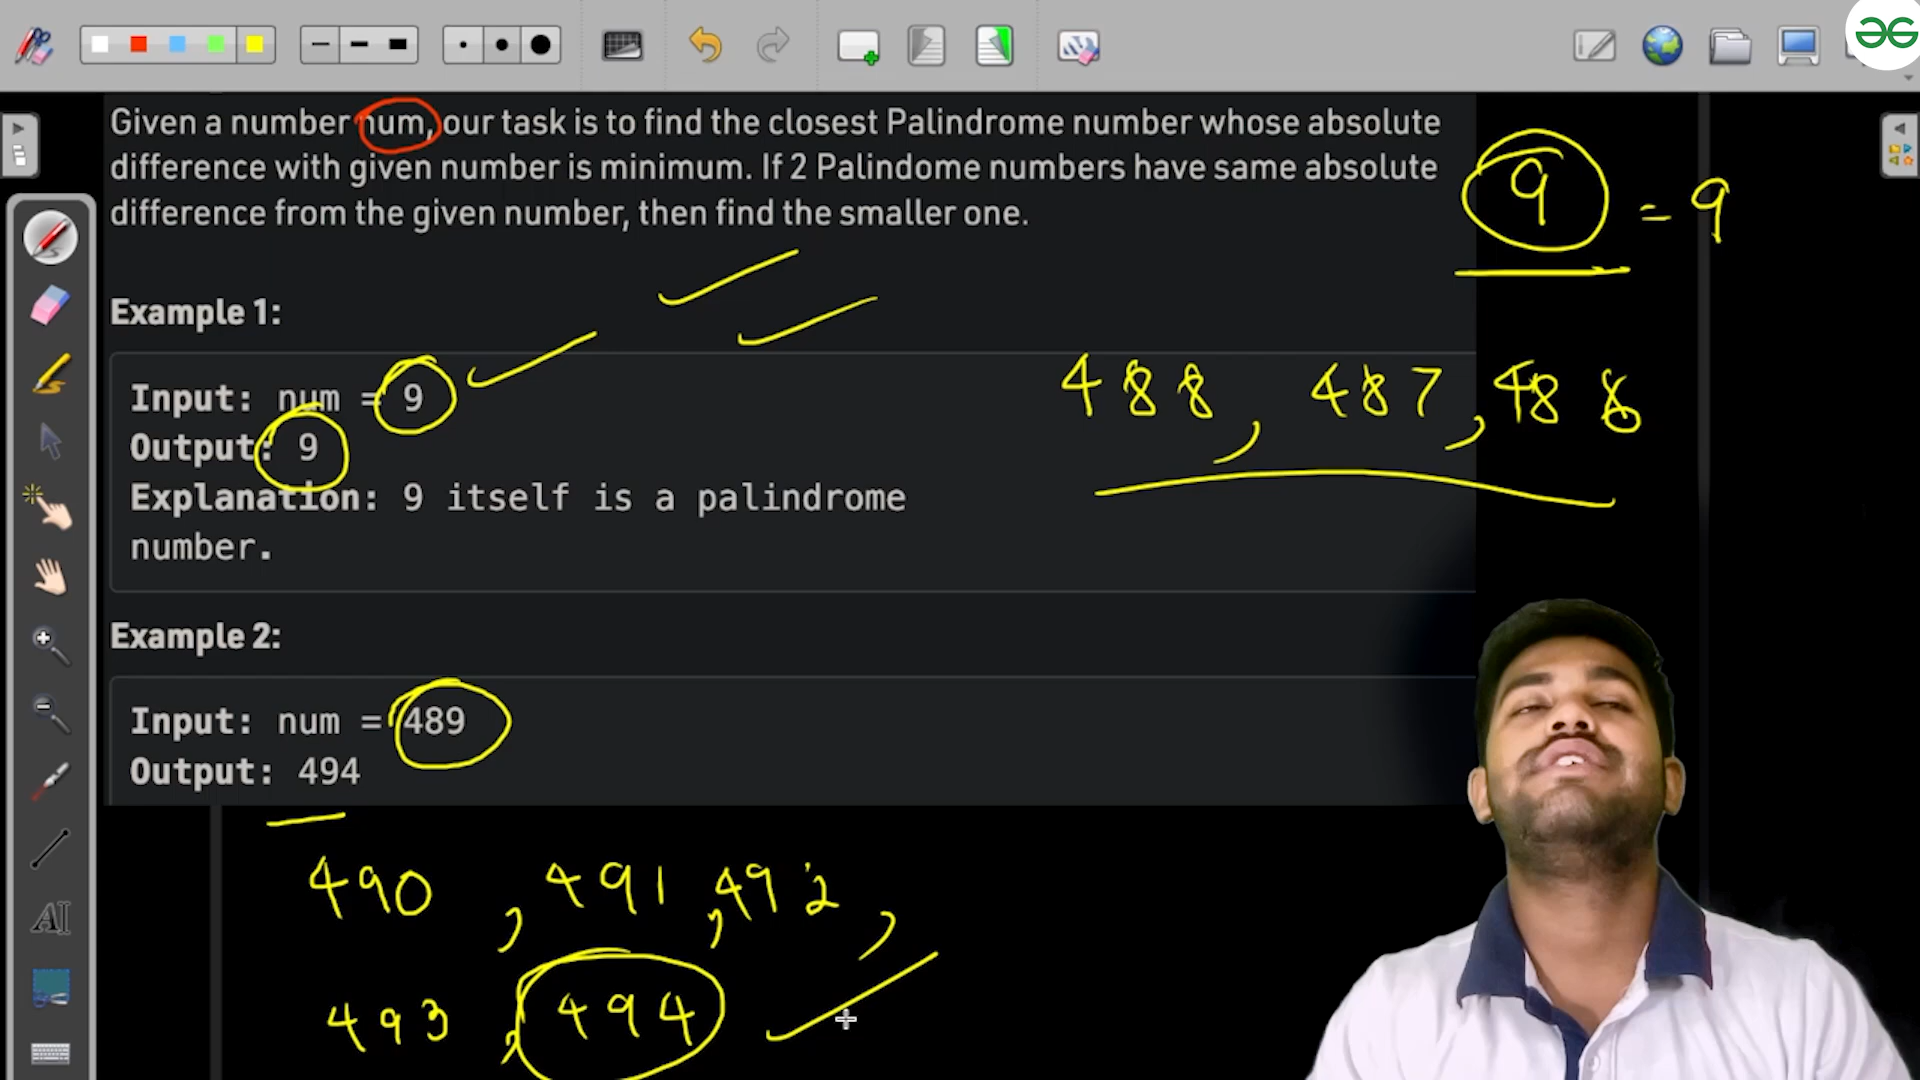 Given a number num, our task is to find the closest Palindrome number whose absolute
difference with given number is minimum. If 2 Palindome numbers have same absolute
difference from the given number, then find the smaller one.
9 = 9
Example 1:
Input: num = 9
Output: 9
Explanation: 9 itself is a palindrome
number.
488, 487, 488
Example 2:
Input: num = 489
Output: 494
490, 491, 492,
493, 494